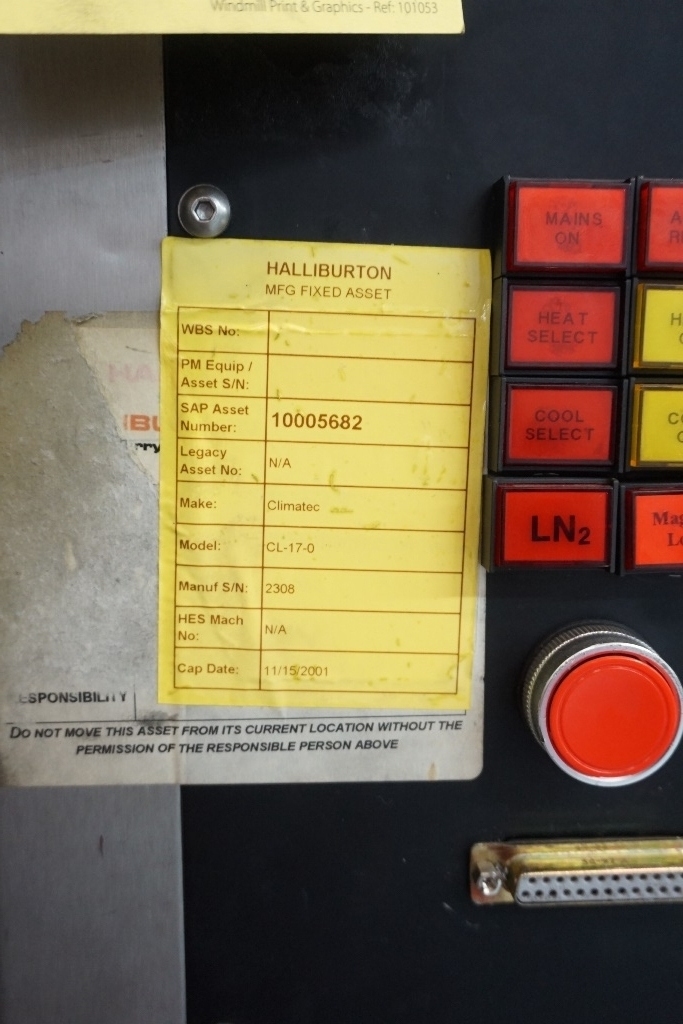 Windmill Print & Graphics - Ref: 101053
HALLIBURTON
MFG FIXED ASSET
WBS No:
PM Equip /
Asset S/N:
SAP Asset
Number: 10005682
Legacy
Asset No: N/A
Make: Climatec
Model: CL-17-0
Manuf S/N: 2308
HES Mach
No: N/A
Cap Date: 11/15/2001
ESPONSIBILITY
DO NOT MOVE THIS ASSET FROM ITS CURRENT LOCATION WITHOUT THE
PERMISSION OF THE RESPONSIBLE PERSON ABOVE
MAINS
ON
HEAT
SELECT
COOL
SELECT
LN2